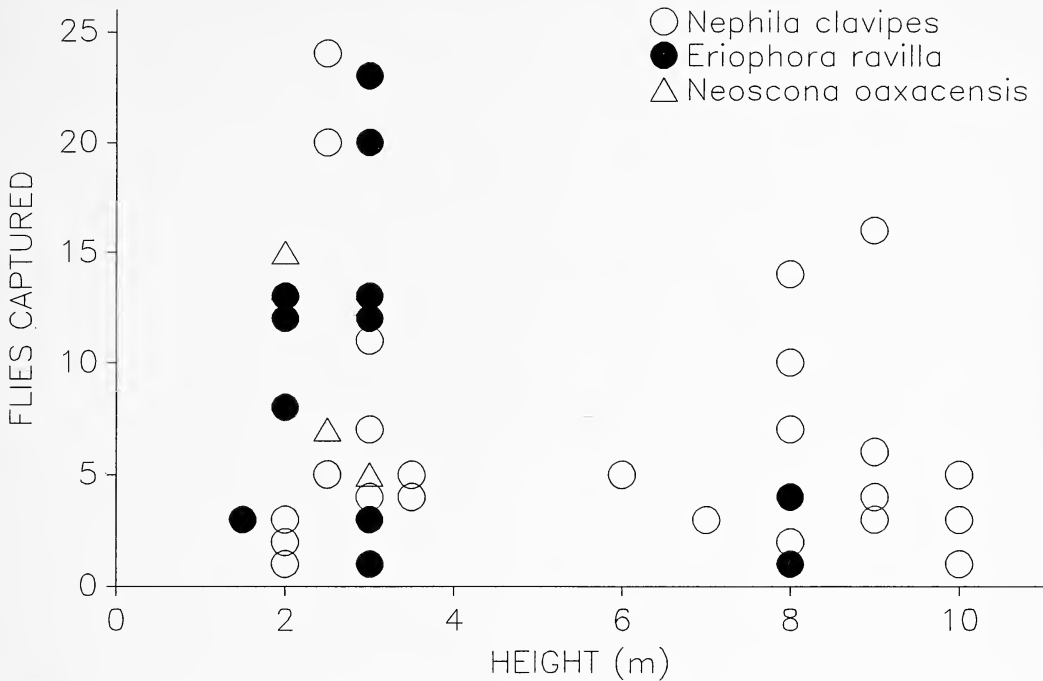 Nephila clavipes
Eriophora ravilla
Neoscona oaxacensis
FLIES CAPTURED
25
20
15
10
5
0
0 2 4 6 8 10
HEIGHT (m)